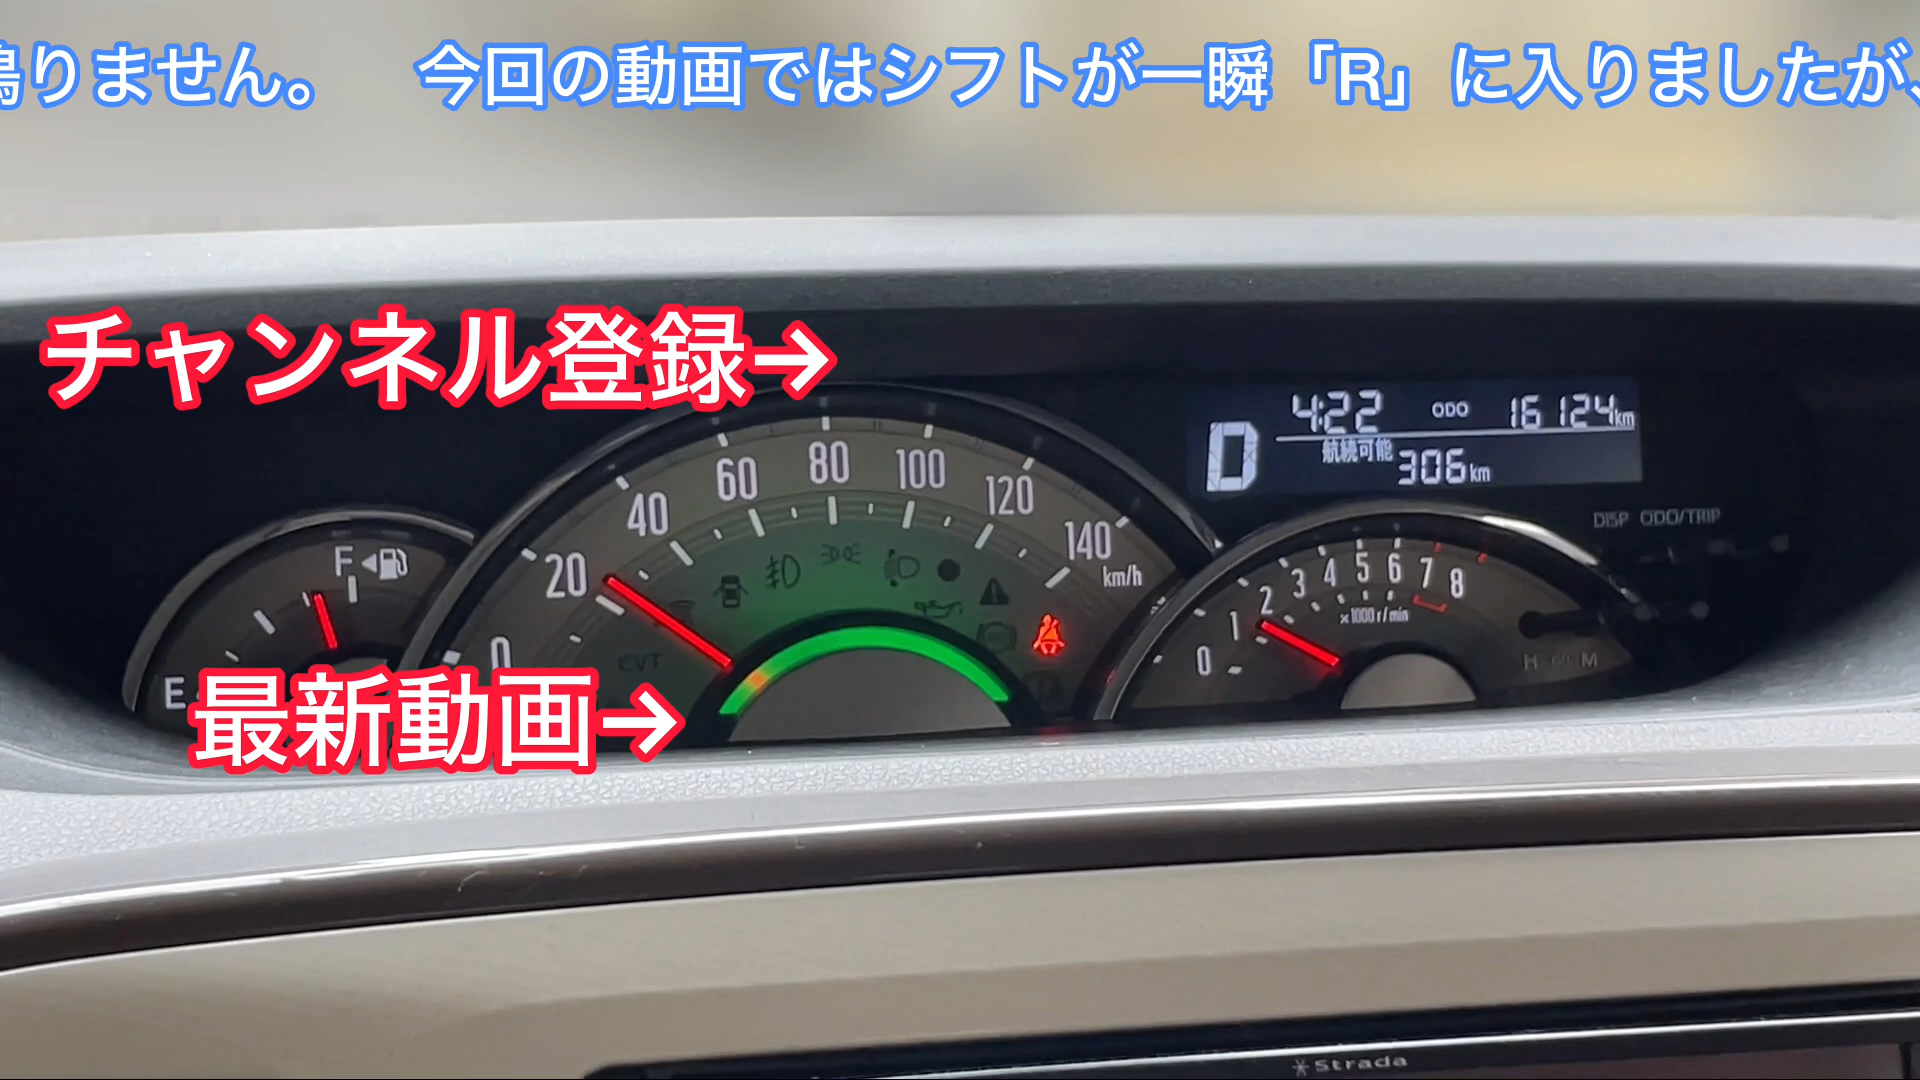 鳴りません。 今回の動画ではシフトが一瞬「R」に入りましたが、
チャンネル登録→
4:22 ODO 16124km
D 航続可能 306km
DISP ODO/TRIP
0 20 40 60 80 100 120 140 km/h
E F
0 1 2 3 4 5 6 7 8
×1000r/min
CVT
H M
最新動画→
Strada